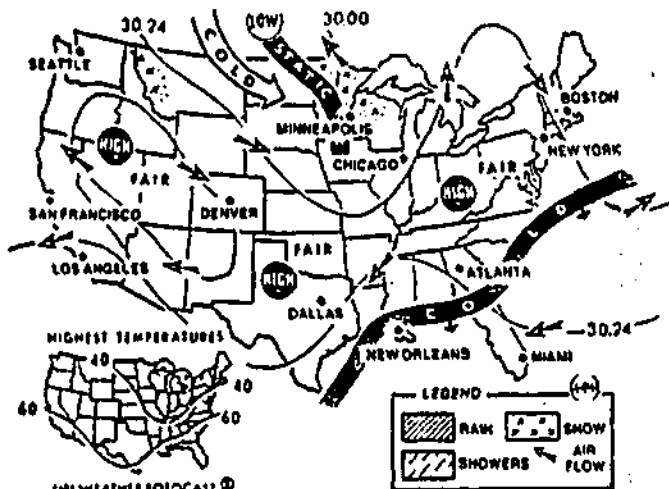 30.24
COLD
LOW
30.00
SEATTLE
STATIC
MINNEAPOLIS
BOSTON
HIGH
CHICAGO
NEW YORK
FAIR
FAIR
HIGH
SAN FRANCISCO
DENVER
FAIR
LOS ANGELES
HIGH
ATLANTA
DALLAS
30.24
HIGHEST TEMPERATURES
NEW ORLEANS
MIAMI
40
40
60
60
LEGEND
RAIN
SNOW
SHOWERS
AIR
FLOW